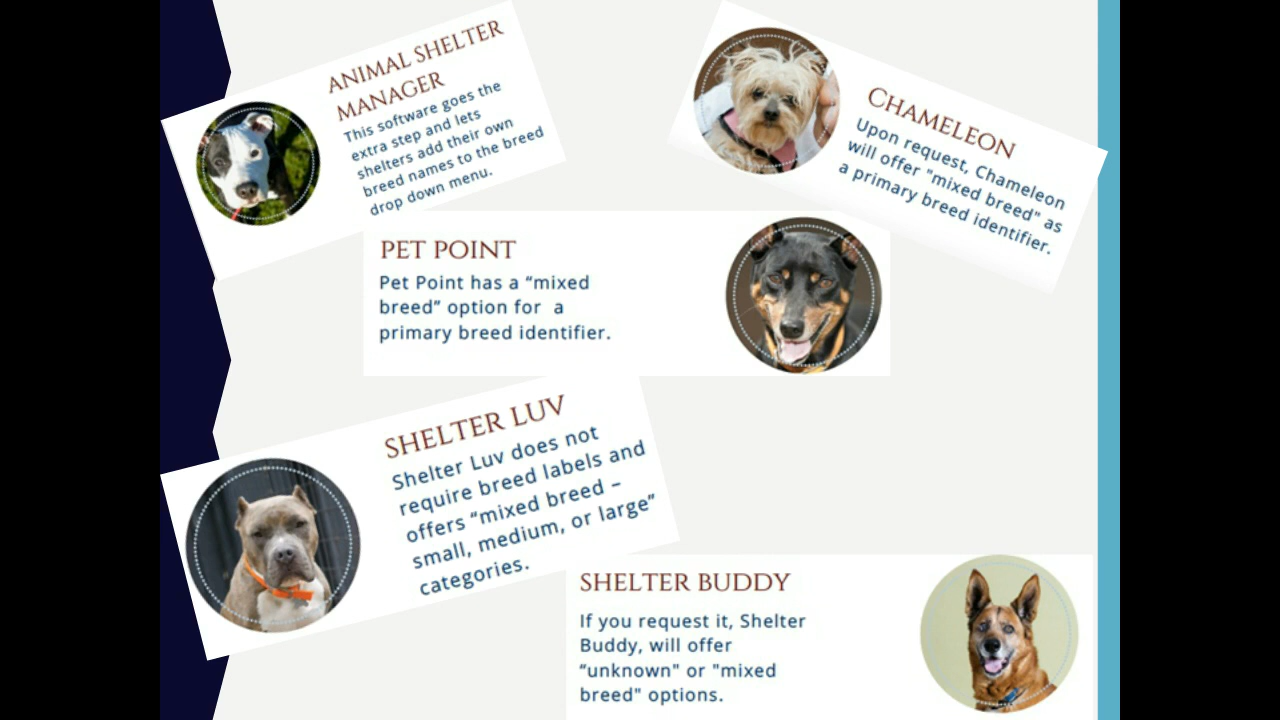 ANIMAL SHELTER
MANAGER
This software goes the
extra step and lets
shelters add their own
breed names to the breed
drop down menu.
CHAMELEON
Upon request, Chameleon
will offer "mixed breed" as
a primary breed identifier.
PET POINT
Pet Point has a “mixed
breed” option for a
primary breed identifier.
SHELTER LUV
Shelter Luv does not
require breed labels and
offers “mixed breed –
small, medium, or large”
categories.
SHELTER BUDDY
If you request it, Shelter
Buddy, will offer
“unknown" or "mixed
breed" options.